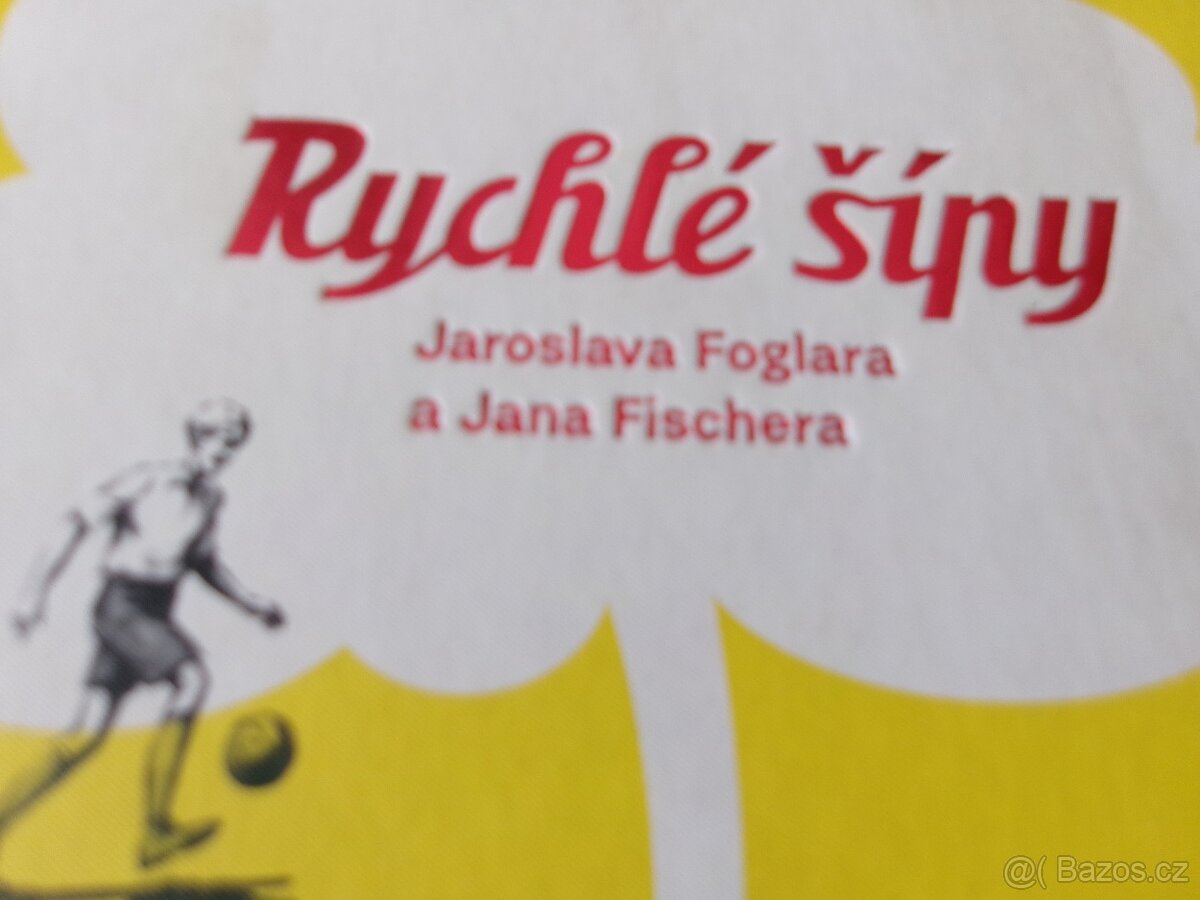 Rychlé šípy
Jaroslava Foglara
a Jana Fischera
@( Bazos.cz